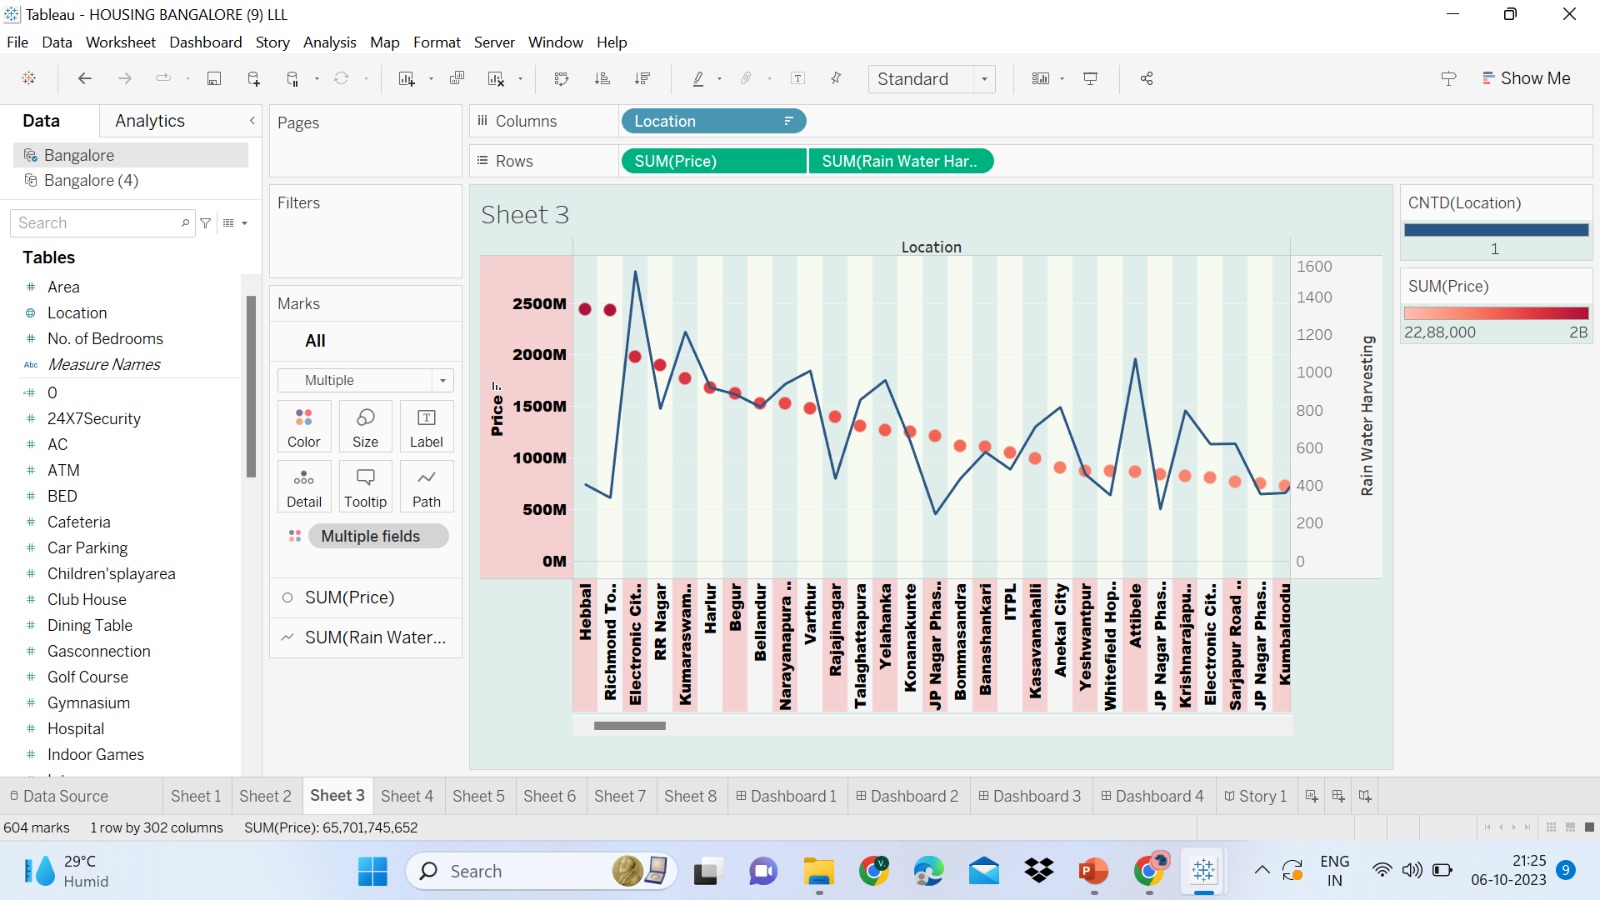 Tableau - HOUSING BANGALORE (9) LLL
File Data Worksheet Dashboard Story Analysis Map Format Server Window Help
Standard
Show Me
Data
Analytics
Bangalore
Bangalore (4)
Search
Tables
Area
Location
No. of Bedrooms
Abc Measure Names
0
24X7Security
AC
ATM
BED
Cafeteria
Car Parking
Children'splayarea
Club House
Dining Table
Gasconnection
Golf Course
Gymnasium
Hospital
Indoor Games
Pages
Filters
Marks
All
Multiple
Color
Size
Label
Detail
Tooltip
Path
Multiple fields
SUM(Price)
SUM(Rain Water...
Columns
Location
Rows
SUM(Price)
SUM(Rain Water Har..
Sheet 3
Location
Price
2500M
2000M
1500M
1000M
500M
0M
1600
1400
1200
1000
800
600
400
200
0
Rain Water Harvesting
Hebbal
Richmond To..
Electronic Cit..
RR Nagar
Kumaraswam..
Harlur
Begur
Bellandur
Narayanapura ..
Varthur
Rajajinagar
Talaghattapura
Yelahanka
Konanakunte
JP Nagar Phas..
Bommasandra
Banashankari
ITPL
Kasavanahalli
Anekal City
Yeshwantpur
Whitefield Hop..
Attibele
JP Nagar Phas..
Krishnarajapu..
Electronic Cit..
Sarjapur Road ..
JP Nagar Phas..
Kumbalgodu
CNTD(Location)
1
SUM(Price)
22,88,000
2B
Data Source
Sheet 1
Sheet 2
Sheet 3
Sheet 4
Sheet 5
Sheet 6
Sheet 7
Sheet 8
Dashboard 1
Dashboard 2
Dashboard 3
Dashboard 4
Story 1
604 marks
1 row by 302 columns
SUM(Price): 65,701,745,652
29°C
Humid
Search
ENG
IN
21:25
06-10-2023
9